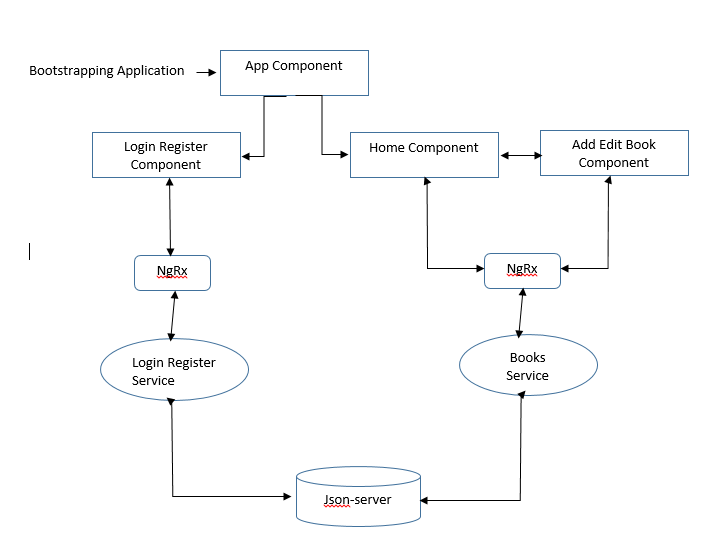 Bootstrapping Application
App Component
Login Register
Component
Home Component
Add Edit Book
Component
NgRx
NgRx
Login Register
Service
Books
Service
Json-server